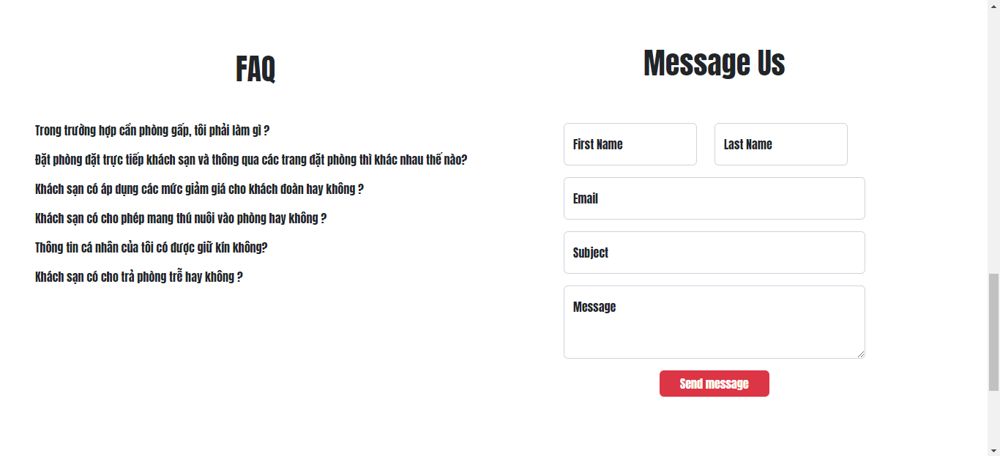 FAQ
Trong trường hợp cần phòng gấp, tôi phải làm gì ?
Đặt phòng đặt trực tiếp khách sạn và thông qua các trang đặt phòng thì khác nhau thế nào?
Khách sạn có áp dụng các mức giảm giá cho khách đoàn hay không ?
Khách sạn có cho phép mang thú nuôi vào phòng hay không ?
Thông tin cá nhân của tôi có được giữ kín không?
Khách sạn có cho trả phòng trễ hay không ?
Message Us
First Name
Last Name
Email
Subject
Message
Send message